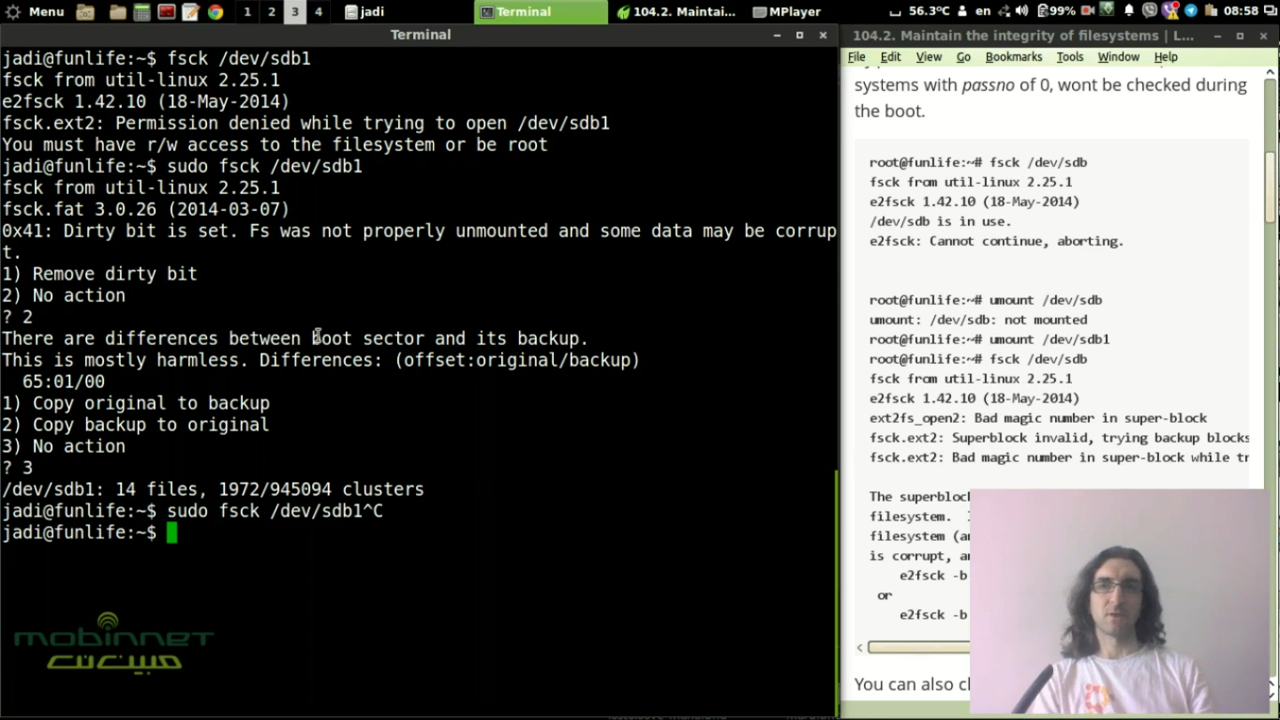 Menu 1 2 3 4 jadi Terminal 104.2. Maintai... MPlayer 56.3°C en 99% 08:58
Terminal
jadi@funlife:~$ fsck /dev/sdb1
fsck from util-linux 2.25.1
e2fsck 1.42.10 (18-May-2014)
fsck.ext2: Permission denied while trying to open /dev/sdb1
You must have r/w access to the filesystem or be root
jadi@funlife:~$ sudo fsck /dev/sdb1
fsck from util-linux 2.25.1
fsck.fat 3.0.26 (2014-03-07)
0x41: Dirty bit is set. Fs was not properly unmounted and some data may be corrup
t.
1) Remove dirty bit
2) No action
? 2
There are differences between boot sector and its backup.
This is mostly harmless. Differences: (offset:original/backup)
65:01/00
1) Copy original to backup
2) Copy backup to original
3) No action
? 3
/dev/sdb1: 14 files, 1972/945094 clusters
jadi@funlife:~$ sudo fsck /dev/sdb1^C
jadi@funlife:~$
mobinnet
مبین نت
104.2. Maintain the integrity of filesystems | L...
File Edit View Go Bookmarks Tools Window Help
systems with passno of 0, wont be checked during
the boot.
root@funlife:~# fsck /dev/sdb
fsck from util-linux 2.25.1
e2fsck 1.42.10 (18-May-2014)
/dev/sdb is in use.
e2fsck: Cannot continue, aborting.
root@funlife:~# umount /dev/sdb
umount: /dev/sdb: not mounted
root@funlife:~# umount /dev/sdb1
root@funlife:~# fsck /dev/sdb
fsck from util-linux 2.25.1
e2fsck 1.42.10 (18-May-2014)
ext2fs_open2: Bad magic number in super-block
fsck.ext2: Superblock invalid, trying backup blocks
fsck.ext2: Bad magic number in super-block while tr
The superbloc
filesystem.
filesystem (a
is corrupt, a
e2fsck -b
or
e2fsck -b
You can also c